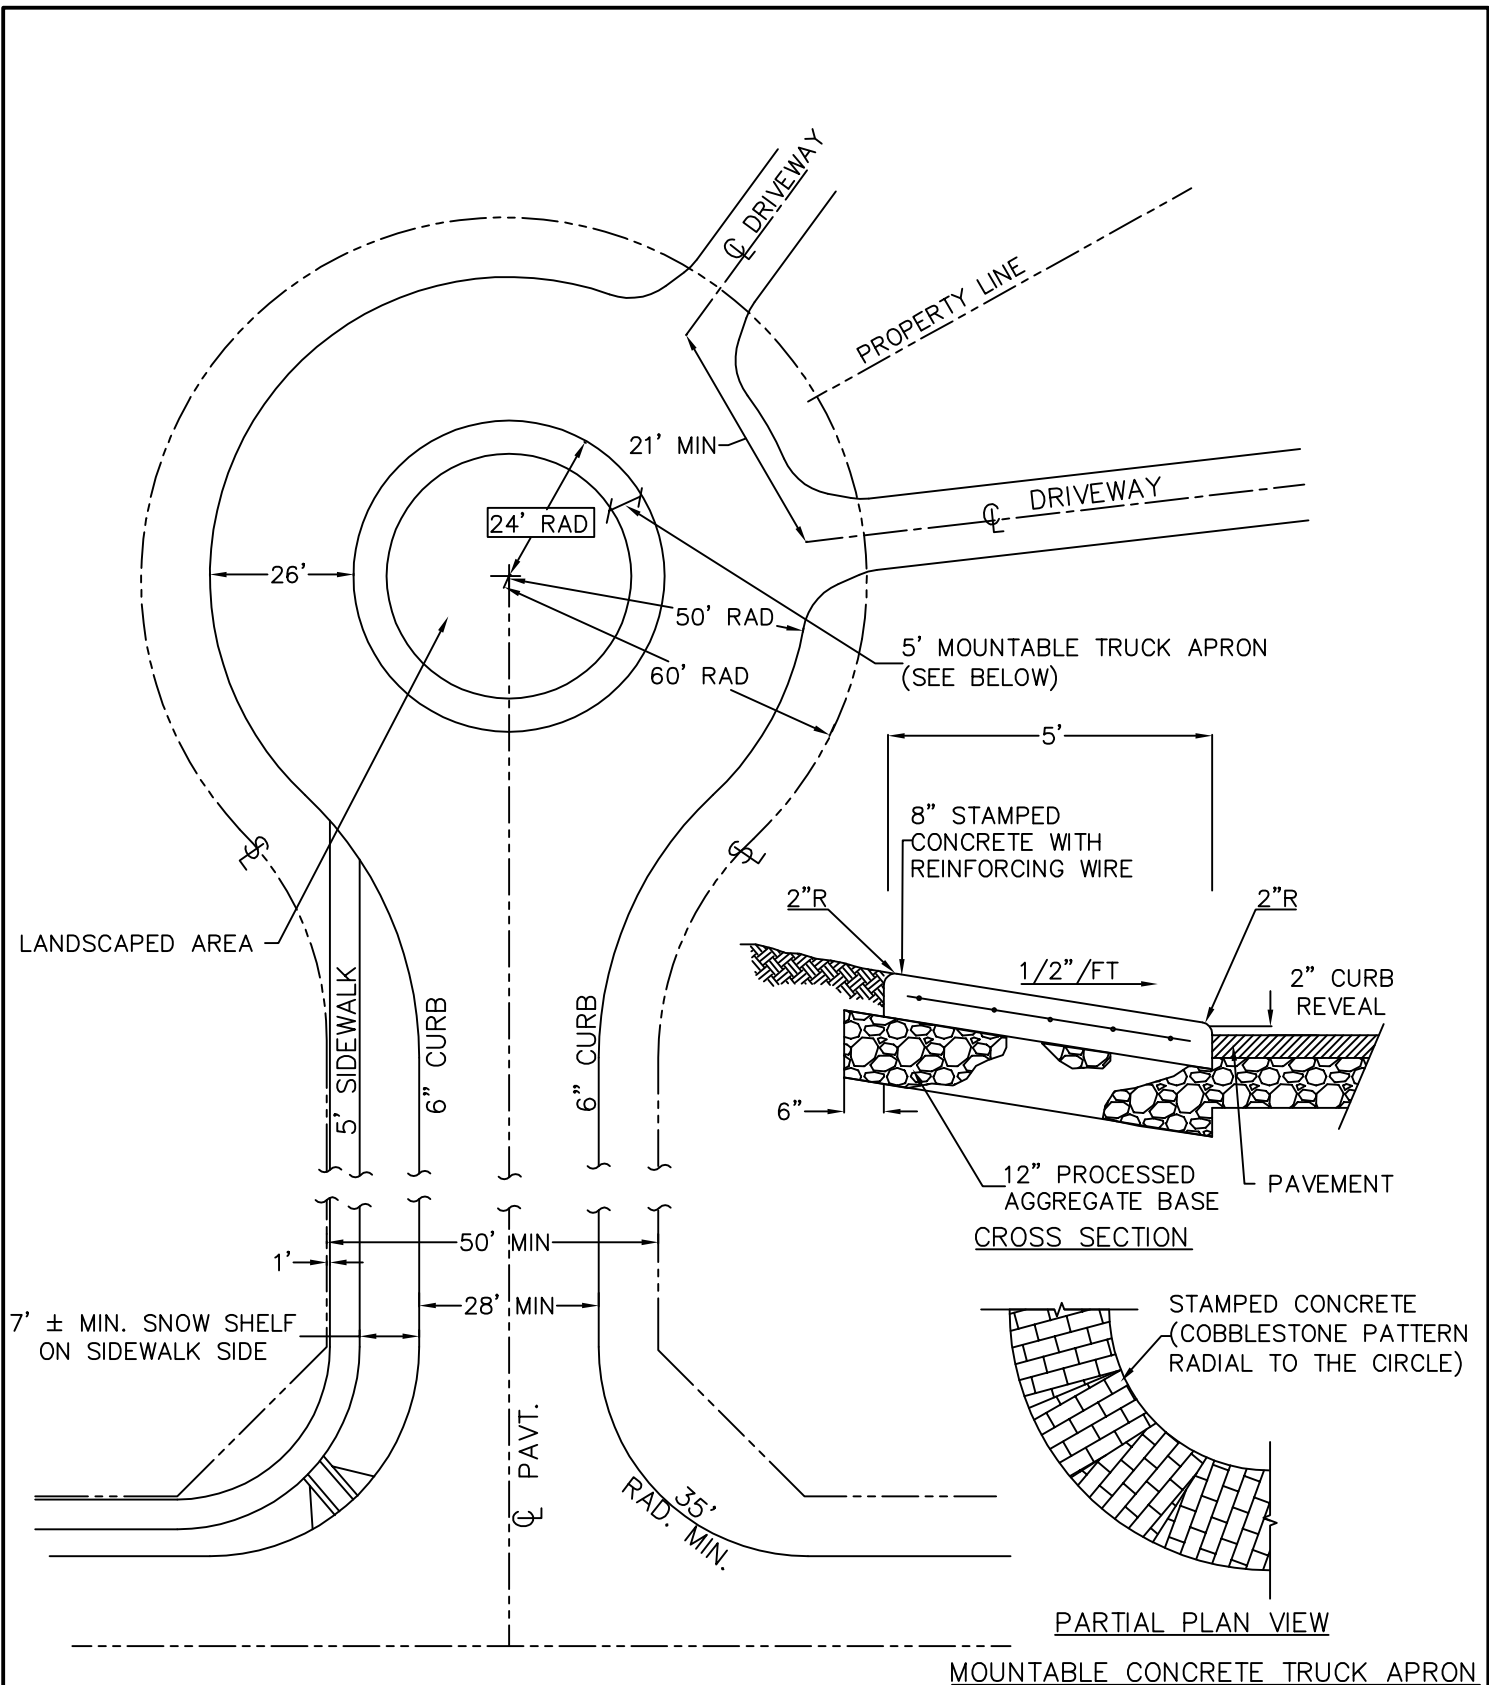 ℄ DRIVEWAY
PROPERTY LINE
21' MIN
℄ DRIVEWAY
24' RAD
26'
50' RAD
60' RAD
5' MOUNTABLE TRUCK APRON
(SEE BELOW)
5'
8" STAMPED
CONCRETE WITH
REINFORCING WIRE
SL
SL
2"R
2"R
LANDSCAPED AREA
1/2"/FT
2" CURB
REVEAL
5' SIDEWALK
6" CURB
6" CURB
6"
12" PROCESSED
AGGREGATE BASE
PAVEMENT
CROSS SECTION
50' MIN
1'
28' MIN
7' ± MIN. SNOW SHELF
ON SIDEWALK SIDE
STAMPED CONCRETE
(COBBLESTONE PATTERN
RADIAL TO THE CIRCLE)
℄ PAVT.
35'
RAD. MIN.
PARTIAL PLAN VIEW
MOUNTABLE CONCRETE TRUCK APRON